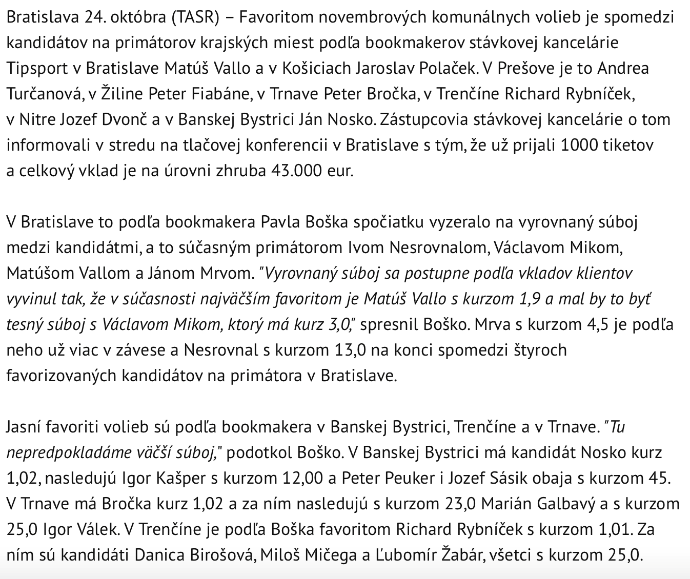 Bratislava 24. októbra (TASR) – Favoritom novembrových komunálnych volieb je spomedzi
kandidátov na primátorov krajských miest podľa bookmakerov stávkovej kancelárie
Tipsport v Bratislave Matúš Vallo a v Košiciach Jaroslav Polaček. V Prešove je to Andrea
Turčanová, v Žiline Peter Fiabáne, v Trnave Peter Bročka, v Trenčíne Richard Rybníček,
v Nitre Jozef Dvonč a v Banskej Bystrici Ján Nosko. Zástupcovia stávkovej kancelárie o tom
informovali v stredu na tlačovej konferencii v Bratislave s tým, že už prijali 1000 tiketov
a celkový vklad je na úrovni zhruba 43.000 eur.
V Bratislave to podľa bookmakera Pavla Boška spočiatku vyzeralo na vyrovnaný súboj
medzi kandidátmi, a to súčasným primátorom Ivom Nesrovnalom, Václavom Mikom,
Matúšom Vallom a Jánom Mrvom. "Vyrovnaný súboj sa postupne podľa vkladov klientov
vyvinul tak, že v súčasnosti najväčším favoritom je Matúš Vallo s kurzom 1,9 a mal by to byť
tesný súboj s Václavom Mikom, ktorý má kurz 3,0," spresnil Boško. Mrva s kurzom 4,5 je podľa
neho už viac v závese a Nesrovnal s kurzom 13,0 na konci spomedzi štyroch
favorizovaných kandidátov na primátora v Bratislave.
Jasní favoriti volieb sú podľa bookmakera v Banskej Bystrici, Trenčíne a v Trnave. "Tu
nepredpokladáme väčší súboj," podotkol Boško. V Banskej Bystrici má kandidát Nosko kurz
1,02, nasledujú Igor Kašper s kurzom 12,00 a Peter Peuker i Jozef Sásik obaja s kurzom 45.
V Trnave má Bročka kurz 1,02 a za ním nasledujú s kurzom 23,0 Marián Galbavý a s kurzom
25,0 Igor Válek. V Trenčíne je podľa Boška favoritom Richard Rybníček s kurzom 1,01. Za
ním sú kandidáti Danica Birošová, Miloš Mičega a Ľubomír Žabár, všetci s kurzom 25,0.